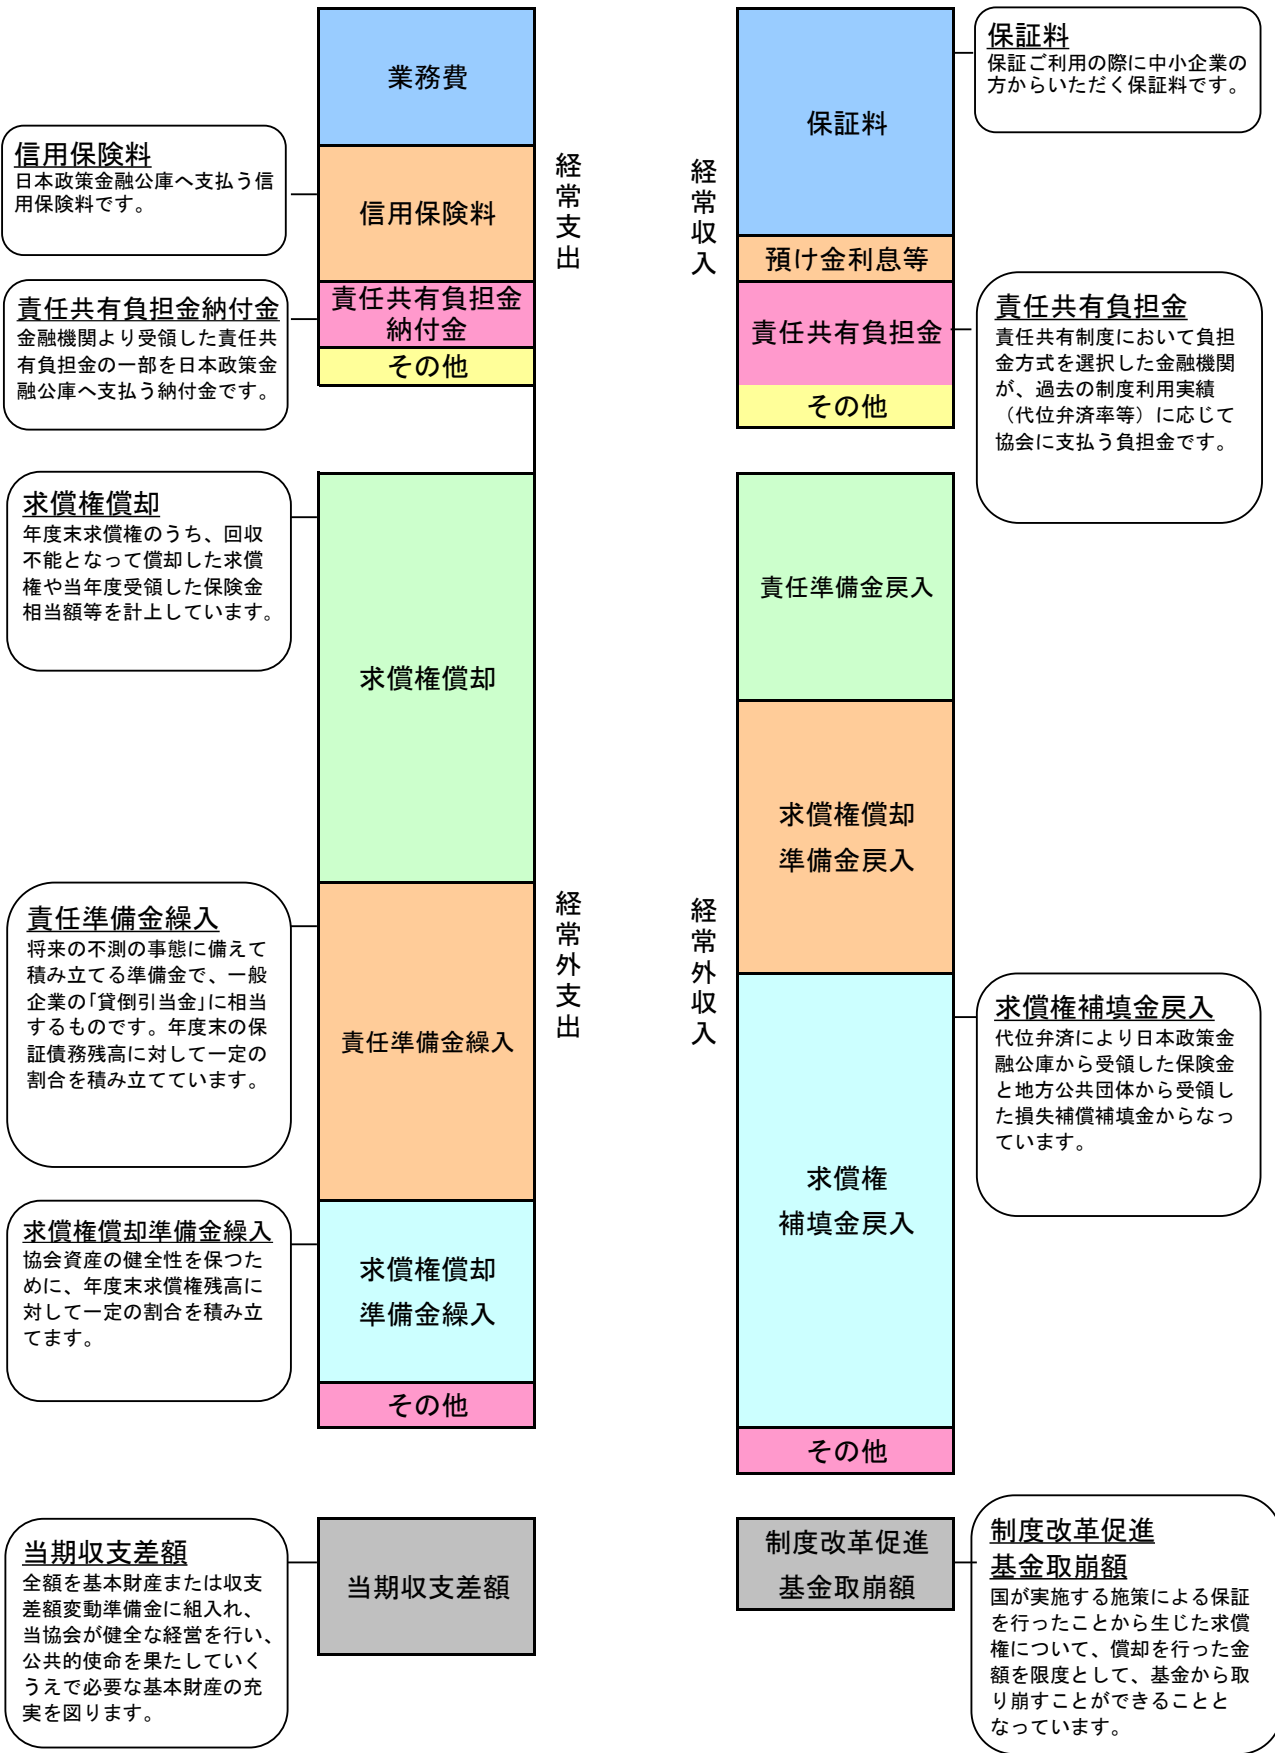 業務費
信用保険料
日本政策金融公庫へ支払う信
用保険料です。
信用保険料
経常支出
責任共有負担金納付金
金融機関より受領した責任共
有負担金の一部を日本政策金
融公庫へ支払う納付金です。
責任共有負担金
納付金
その他
求償権償却
年度末求償権のうち、回収
不能となって償却した求償
権や当年度受領した保険金
相当額等を計上しています。
求償権償却
責任準備金繰入
将来の不測の事態に備えて
積み立てる準備金で、一般
企業の「貸倒引当金」に相当
するものです。年度末の保
証債務残高に対して一定の
割合を積み立てています。
責任準備金繰入
経常外支出
求償権償却準備金繰入
協会資産の健全性を保つた
めに、年度末求償権残高に
対して一定の割合を積み立
てます。
求償権償却
準備金繰入
その他
当期収支差額
全額を基本財産または収支
差額変動準備金に組入れ、
当協会が健全な経営を行い、
公共的使命を果たしていく
うえで必要な基本財産の充
実を図ります。
当期収支差額
経常収入
保証料
保証料
保証ご利用の際に中小企業の
方からいただく保証料です。
預け金利息等
責任共有負担金
責任共有負担金
責任共有制度において負担
金方式を選択した金融機関
が、過去の制度利用実績
（代位弁済率等）に応じて
協会に支払う負担金です。
その他
責任準備金戻入
求償権償却
準備金戻入
経常外収入
求償権
補填金戻入
求償権補填金戻入
代位弁済により日本政策金
融公庫から受領した保険金
と地方公共団体から受領し
た損失補償補填金からなっ
ています。
その他
制度改革促進
基金取崩額
制度改革促進
基金取崩額
国が実施する施策による保証
を行ったことから生じた求償
権について、償却を行った金
額を限度として、基金から取
り崩すことができることと
なっています。